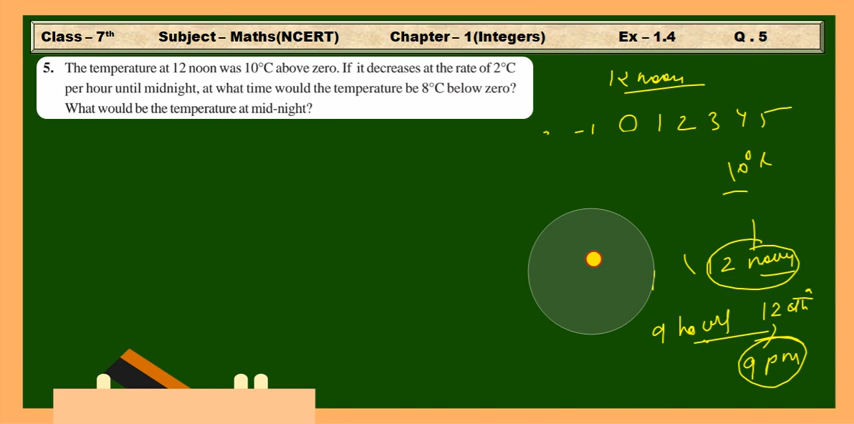 Class – 7th Subject – Maths(NCERT) Chapter – 1(Integers) Ex – 1.4 Q . 5
5. The temperature at 12 noon was 10°C above zero. If it decreases at the rate of 2°C
per hour until midnight, at what time would the temperature be 8°C below zero?
What would be the temperature at mid-night?
12 noon
-1 0 1 2 3 4 5
10°
12
9 hours 12
9 pm